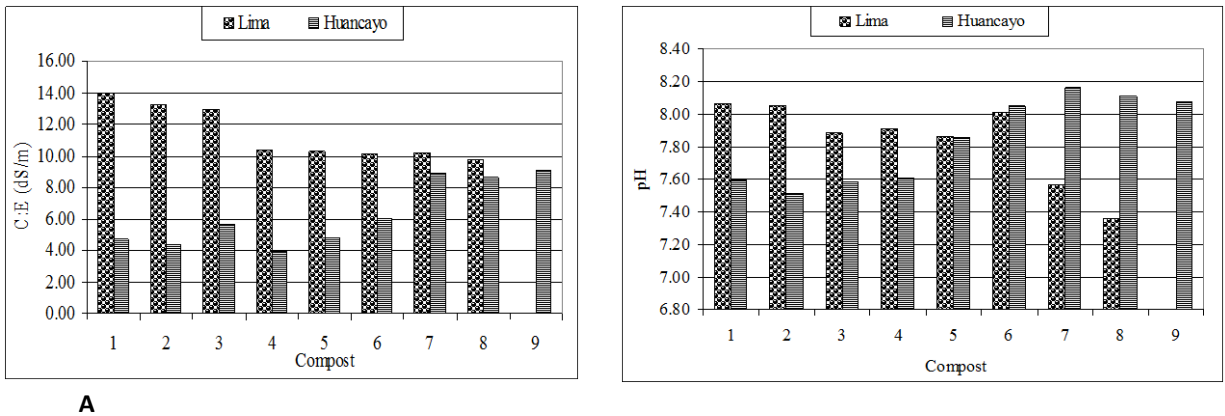 Lima Huancayo
16.00
14.00
12.00
10.00
8.00
6.00
4.00
2.00
0.00
C:E (dS/m)
1 2 3 4 5 6 7 8 9
Compost
A
Lima Huancayo
8.40
8.20
8.00
7.80
7.60
7.40
7.20
7.00
6.80
pH
1 2 3 4 5 6 7 8 9
Compost